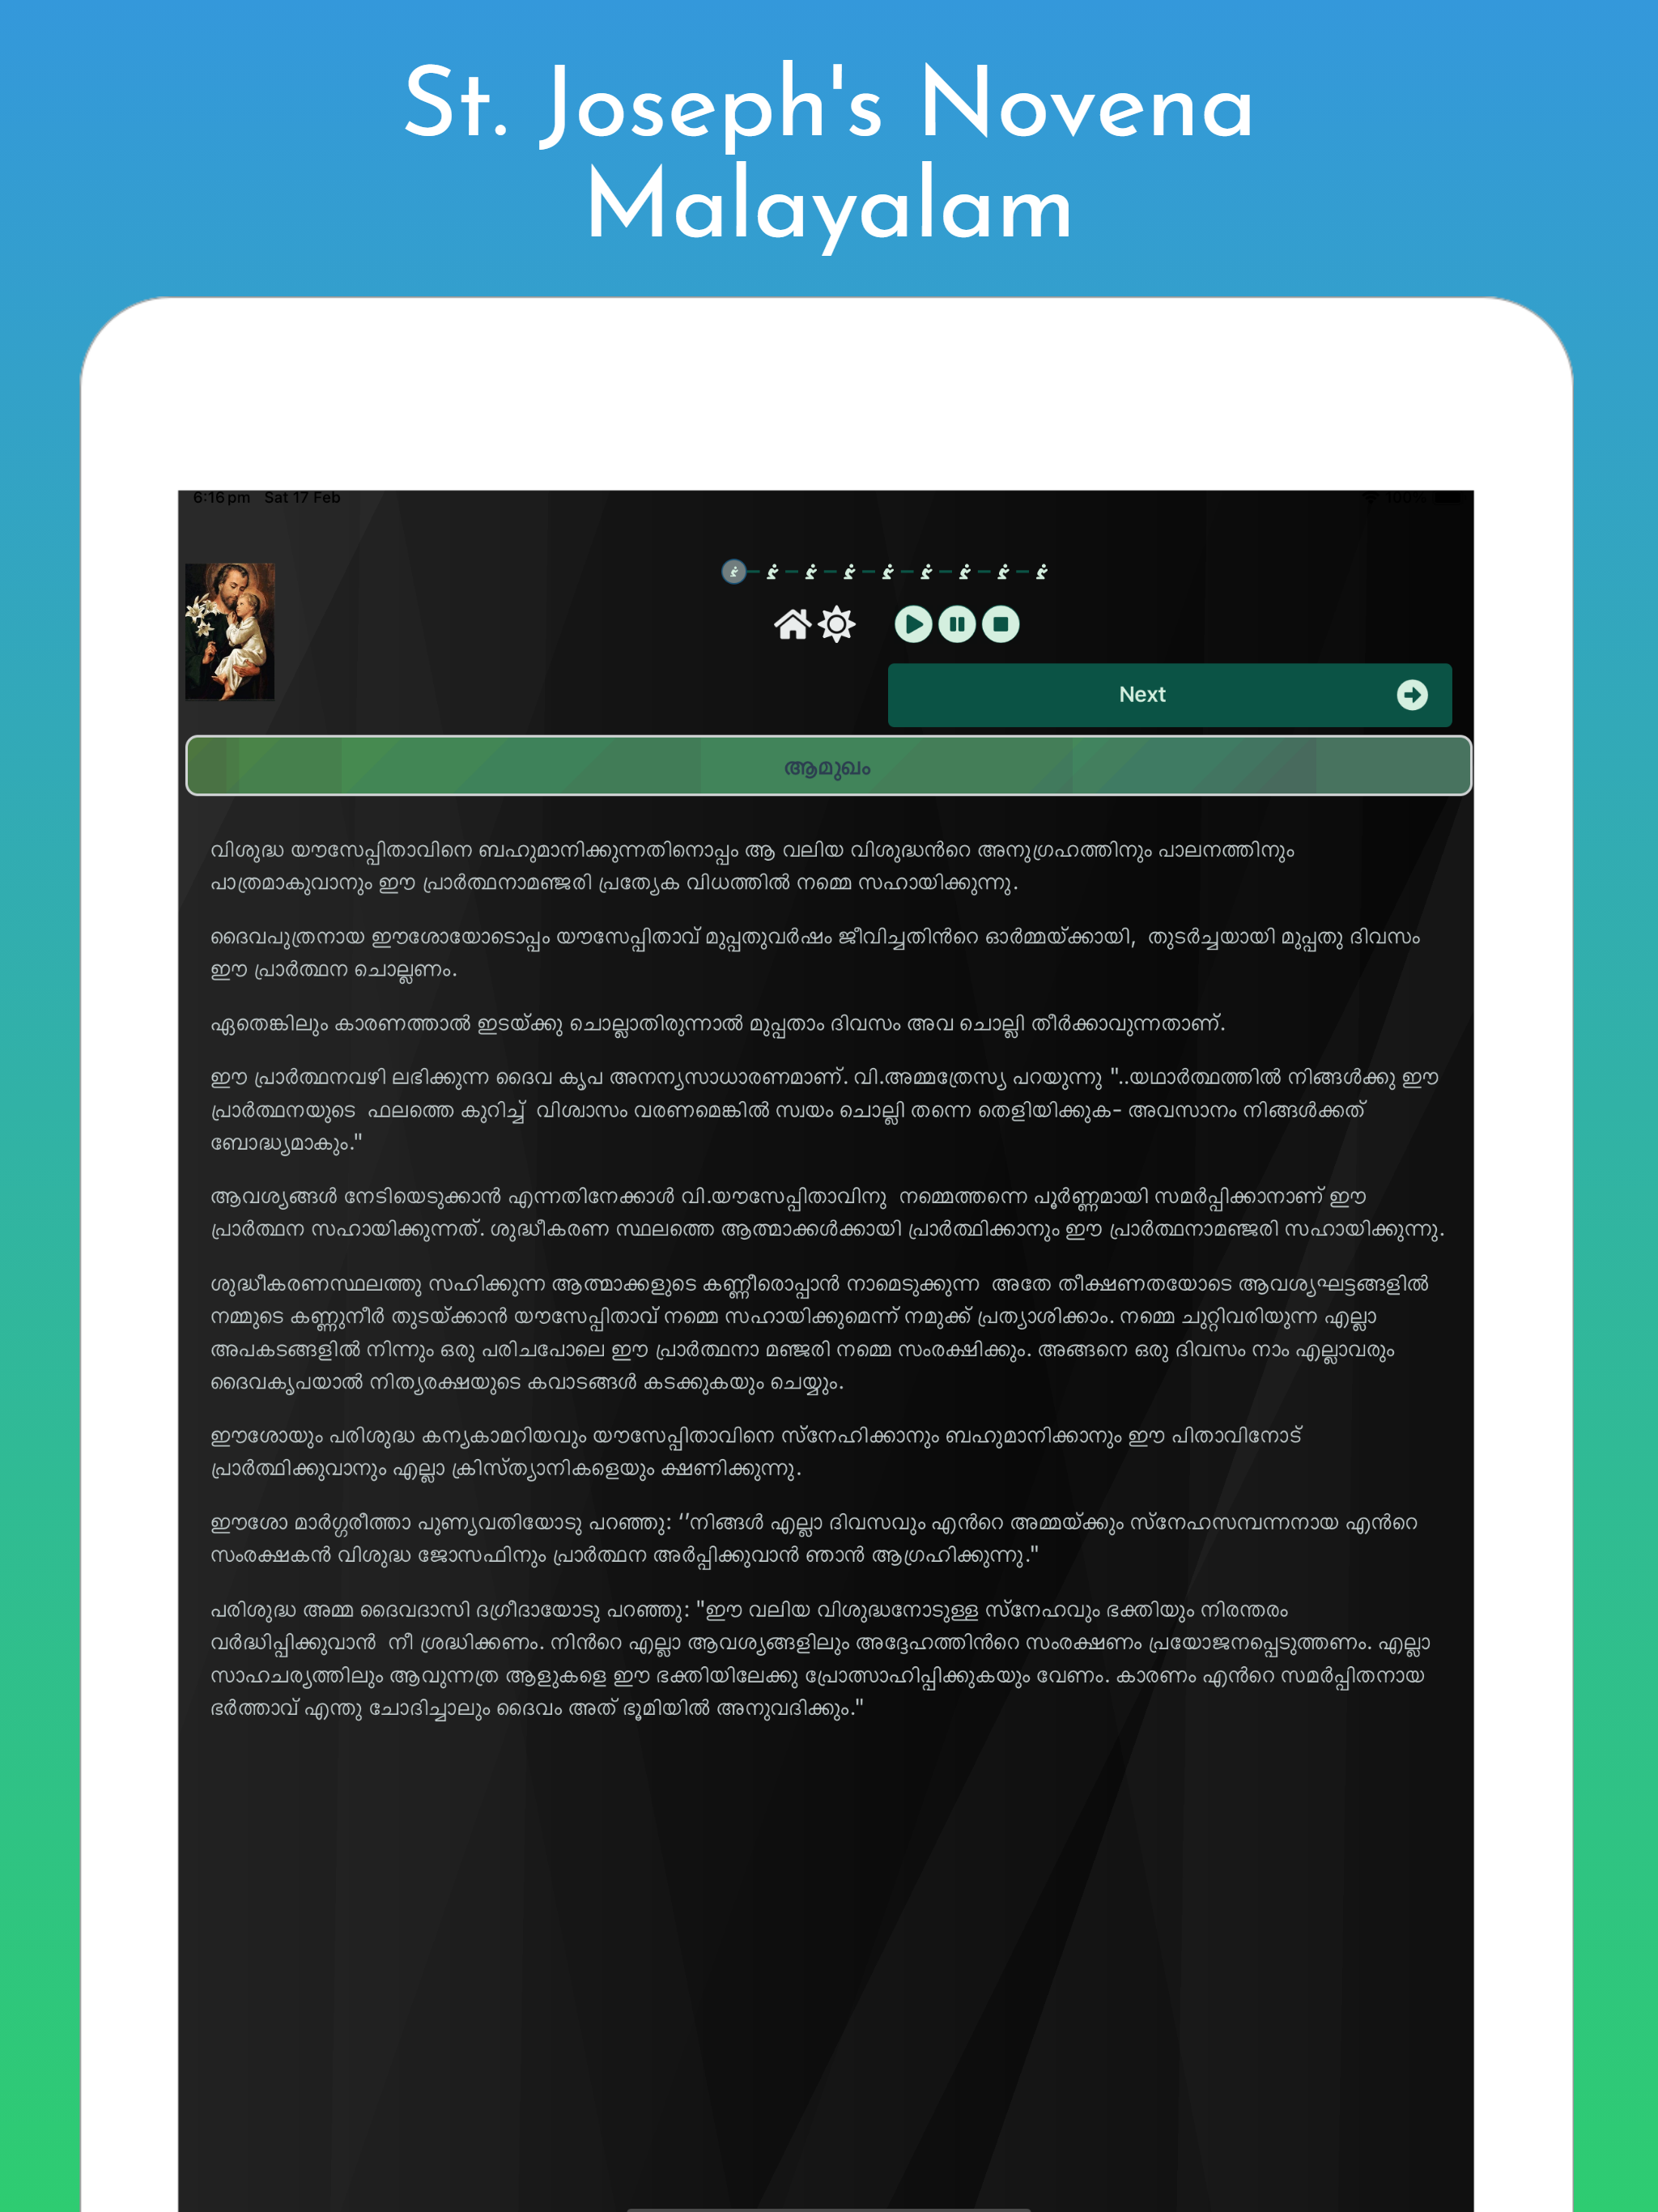 St. Joseph's Novena
Malayalam
6:16 pm Sat 17 Feb
100%
Next
ആമുഖം
വിശുദ്ധ യൗസേപ്പിതാവിനെ ബഹുമാനിക്കുന്നതിനൊപ്പം ആ വലിയ വിശുദ്ധൻറെ അനുഗ്രഹത്തിനും പാലനത്തിനും
പാത്രമാകുവാനും ഈ പ്രാർത്ഥനാമഞ്ജരി പ്രത്യേക വിധത്തിൽ നമ്മെ സഹായിക്കുന്നു.
ദൈവപുത്രനായ ഈശോയോടൊപ്പം യൗസേപ്പിതാവ് മുപ്പതുവർഷം ജീവിച്ചതിൻറെ ഓർമ്മയ്ക്കായി, തുടർച്ചയായി മുപ്പതു ദിവസം
ഈ പ്രാർത്ഥന ചൊല്ലണം.
ഏതെങ്കിലും കാരണത്താൽ ഇടയ്ക്കു ചൊല്ലാതിരുന്നാൽ മുപ്പതാം ദിവസം അവ ചൊല്ലി തീർക്കാവുന്നതാണ്.
ഈ പ്രാർത്ഥനവഴി ലഭിക്കുന്ന ദൈവ കൃപ അനന്യസാധാരണമാണ്. വി.അമ്മത്രേസ്യ പറയുന്നു "..യഥാർത്ഥത്തിൽ നിങ്ങൾക്കു ഈ
പ്രാർത്ഥനയുടെ ഫലത്തെ കുറിച്ച് വിശ്വാസം വരണമെങ്കിൽ സ്വയം ചൊല്ലി തന്നെ തെളിയിക്കുക- അവസാനം നിങ്ങൾക്കത്
ബോദ്ധ്യമാകും."
ആവശ്യങ്ങൾ നേടിയെടുക്കാൻ എന്നതിനേക്കാൾ വി.യൗസേപ്പിതാവിനു നമ്മെത്തന്നെ പൂർണ്ണമായി സമർപ്പിക്കാനാണ് ഈ
പ്രാർത്ഥന സഹായിക്കുന്നത്. ശുദ്ധീകരണ സ്ഥലത്തെ ആത്മാക്കൾക്കായി പ്രാർത്ഥിക്കാനും ഈ പ്രാർത്ഥനാമഞ്ജരി സഹായിക്കുന്നു.
ശുദ്ധീകരണസ്ഥലത്തു സഹിക്കുന്ന ആത്മാക്കളുടെ കണ്ണീരൊപ്പാൻ നാമെടുക്കുന്ന അതേ തീക്ഷണതയോടെ ആവശ്യഘട്ടങ്ങളിൽ
നമ്മുടെ കണ്ണുനീർ തുടയ്ക്കാൻ യൗസേപ്പിതാവ് നമ്മെ സഹായിക്കുമെന്ന് നമുക്ക് പ്രത്യാശിക്കാം. നമ്മെ ചുറ്റിവരിയുന്ന എല്ലാ
അപകടങ്ങളിൽ നിന്നും ഒരു പരിചപോലെ ഈ പ്രാർത്ഥനാ മഞ്ജരി നമ്മെ സംരക്ഷിക്കും. അങ്ങനെ ഒരു ദിവസം നാം എല്ലാവരും
ദൈവകൃപയാൽ നിത്യരക്ഷയുടെ കവാടങ്ങൾ കടക്കുകയും ചെയ്യും.
ഈശോയും പരിശുദ്ധ കന്യകാമറിയവും യൗസേപ്പിതാവിനെ സ്നേഹിക്കാനും ബഹുമാനിക്കാനും ഈ പിതാവിനോട്
പ്രാർത്ഥിക്കുവാനും എല്ലാ ക്രിസ്ത്യാനികളെയും ക്ഷണിക്കുന്നു.
ഈശോ മാർഗ്ഗരീത്താ പുണ്യവതിയോടു പറഞ്ഞു: ‘’നിങ്ങൾ എല്ലാ ദിവസവും എൻറെ അമ്മയ്ക്കും സ്നേഹസമ്പന്നനായ എൻറെ
സംരക്ഷകൻ വിശുദ്ധ ജോസഫിനും പ്രാർത്ഥന അർപ്പിക്കുവാൻ ഞാൻ ആഗ്രഹിക്കുന്നു."
പരിശുദ്ധ അമ്മ ദൈവദാസി ദഗ്രീദായോടു പറഞ്ഞു: "ഈ വലിയ വിശുദ്ധനോടുള്ള സ്നേഹവും ഭക്തിയും നിരന്തരം
വർദ്ധിപ്പിക്കുവാൻ നീ ശ്രദ്ധിക്കണം. നിൻറെ എല്ലാ ആവശ്യങ്ങളിലും അദ്ദേഹത്തിൻറെ സംരക്ഷണം പ്രയോജനപ്പെടുത്തണം. എല്ലാ
സാഹചര്യത്തിലും ആവുന്നത്ര ആളുകളെ ഈ ഭക്തിയിലേക്കു പ്രോത്സാഹിപ്പിക്കുകയും വേണം. കാരണം എൻറെ സമർപ്പിതനായ
ഭർത്താവ് എന്തു ചോദിച്ചാലും ദൈവം അത് ഭൂമിയിൽ അനുവദിക്കും."